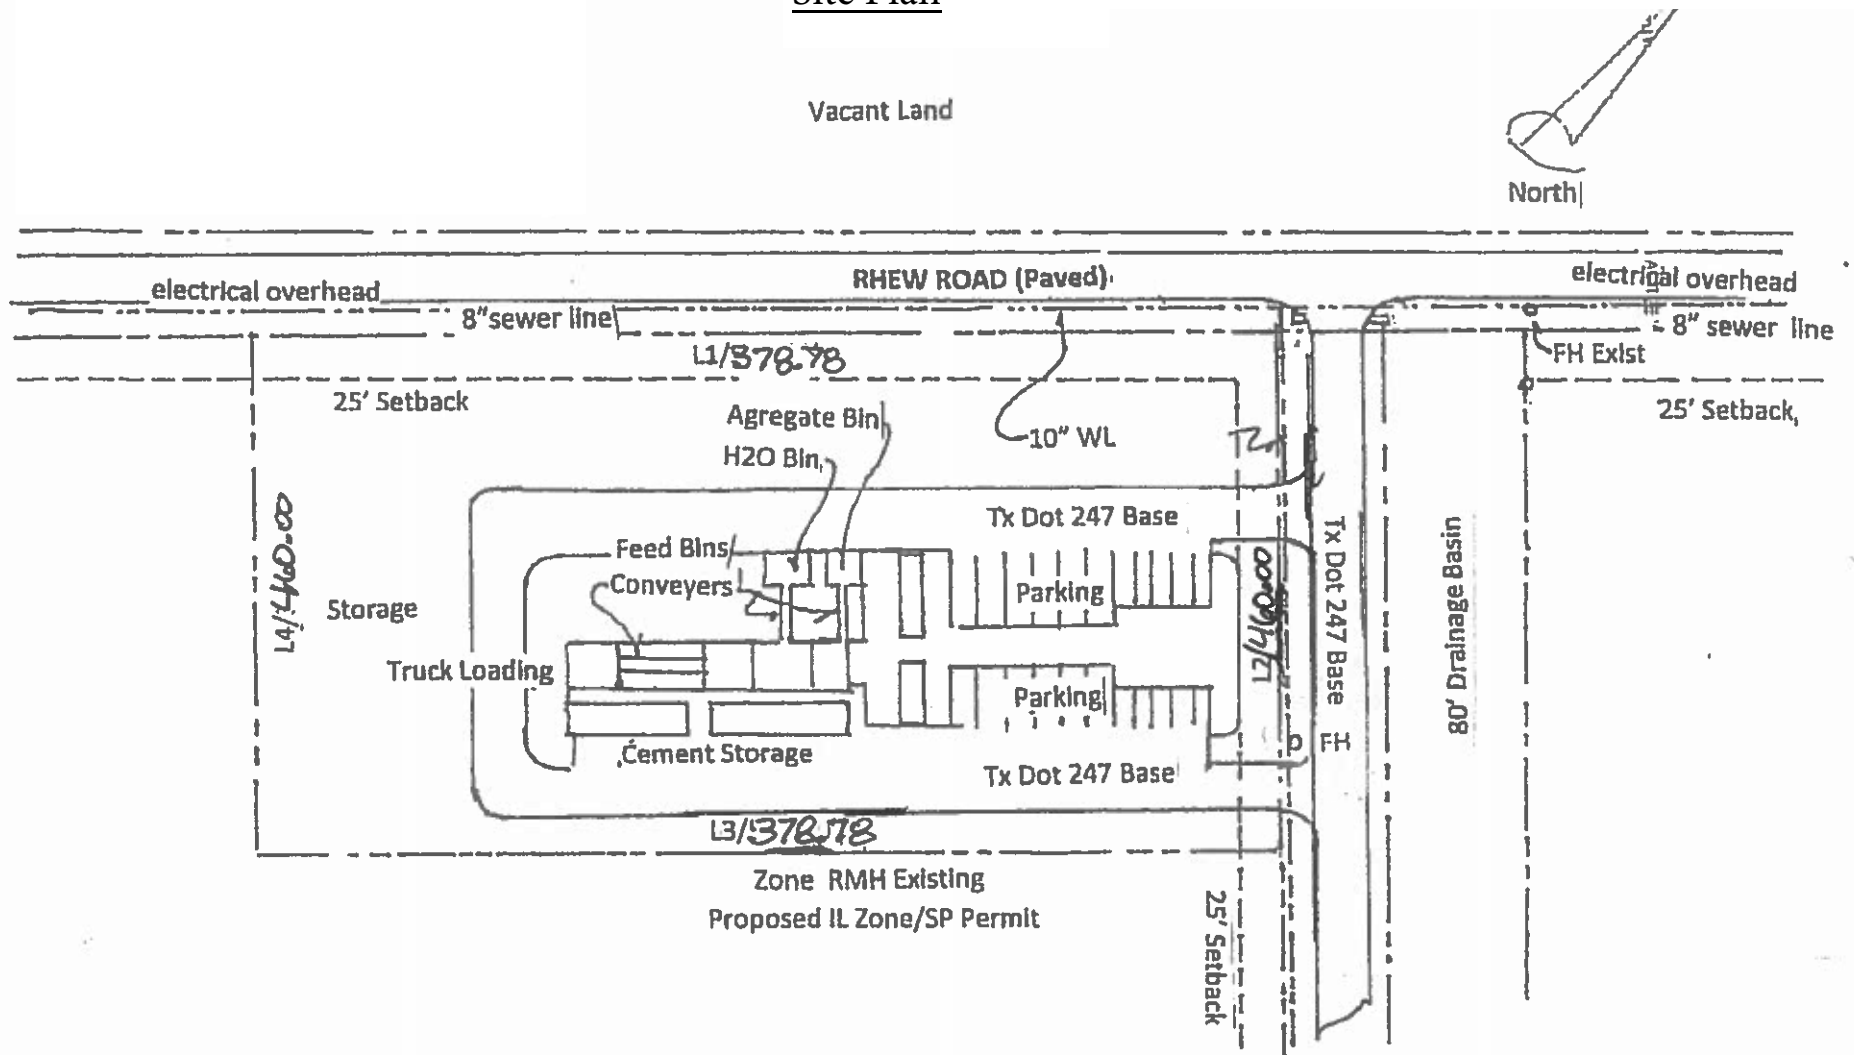 Site Plan
Vacant Land
North
RHEW ROAD (Paved)
electrical overhead
electrical overhead
8"sewer line
8" sewer line
L1/378.78
FH Exist
25' Setback
25' Setback,
Agregate Bin
10" WL
H2O Bin,
Tx Dot 247 Base
Feed Bins
Conveyers
Parking
L4/460.00
Storage
L2/460.00
Tx Dot 247 Base
80' Drainage Basin
Truck Loading
Parking
FH
Cement Storage
Tx Dot 247 Base
L3/378.78
Zone RMH Existing
Proposed IL Zone/SP Permit
25' Setback